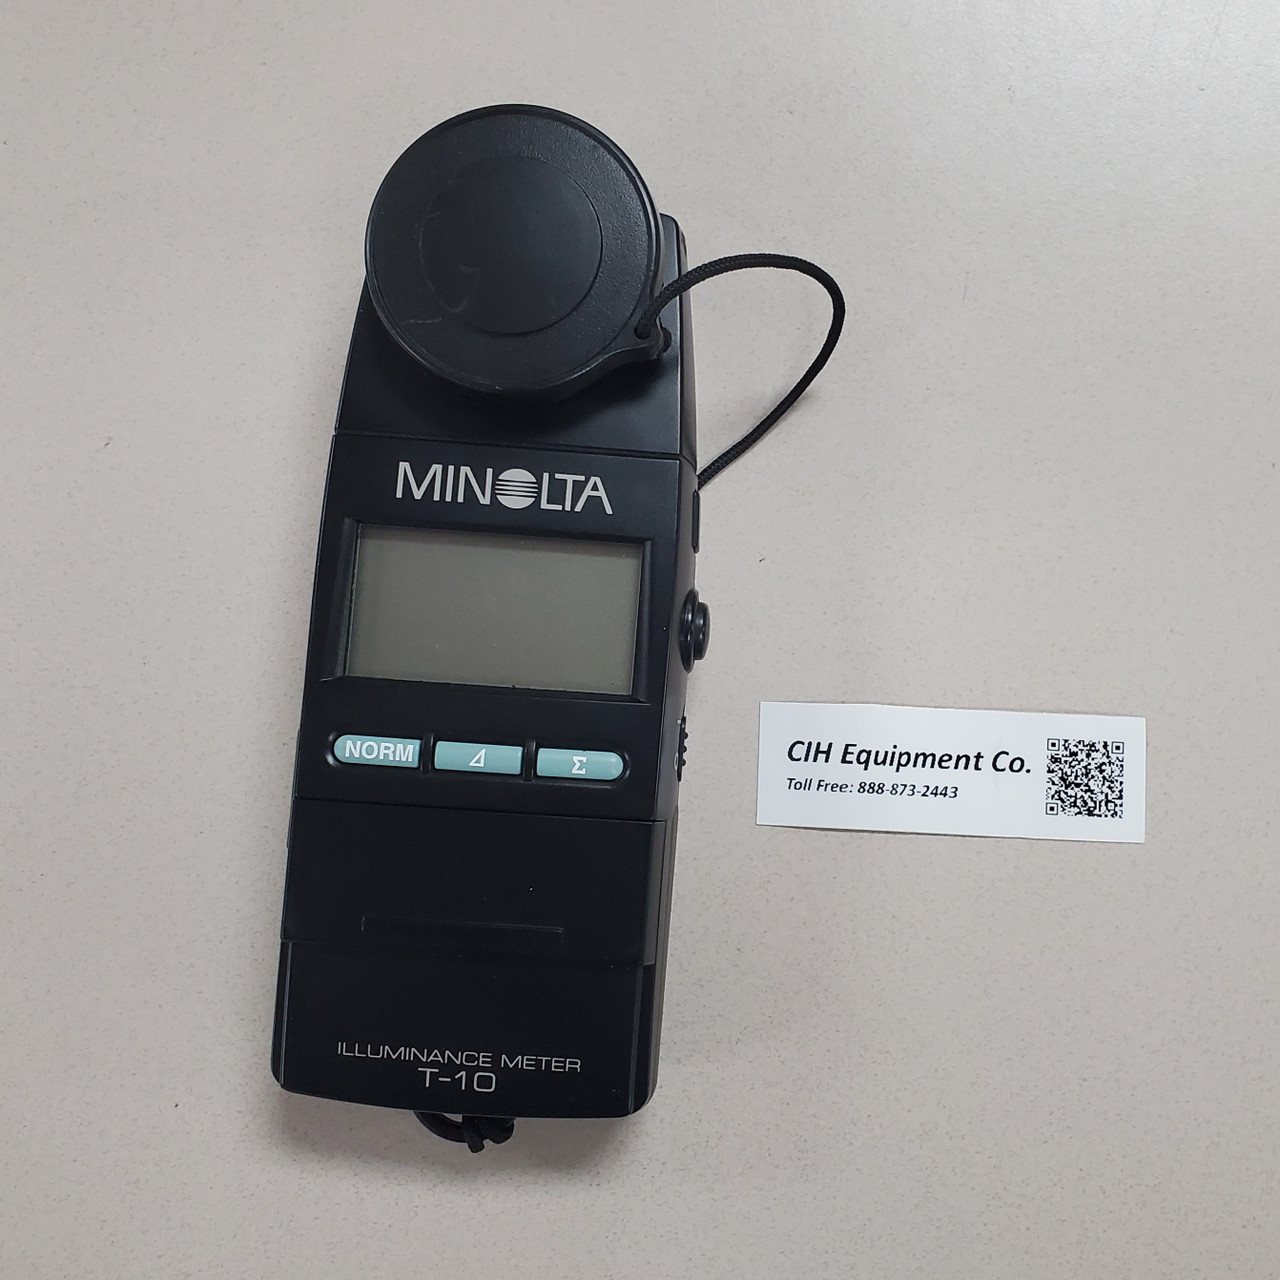 MINOLTA
NORM ⊿ Σ
ILLUMINANCE METER
T-10
CIH Equipment Co.
Toll Free: 888-873-2443